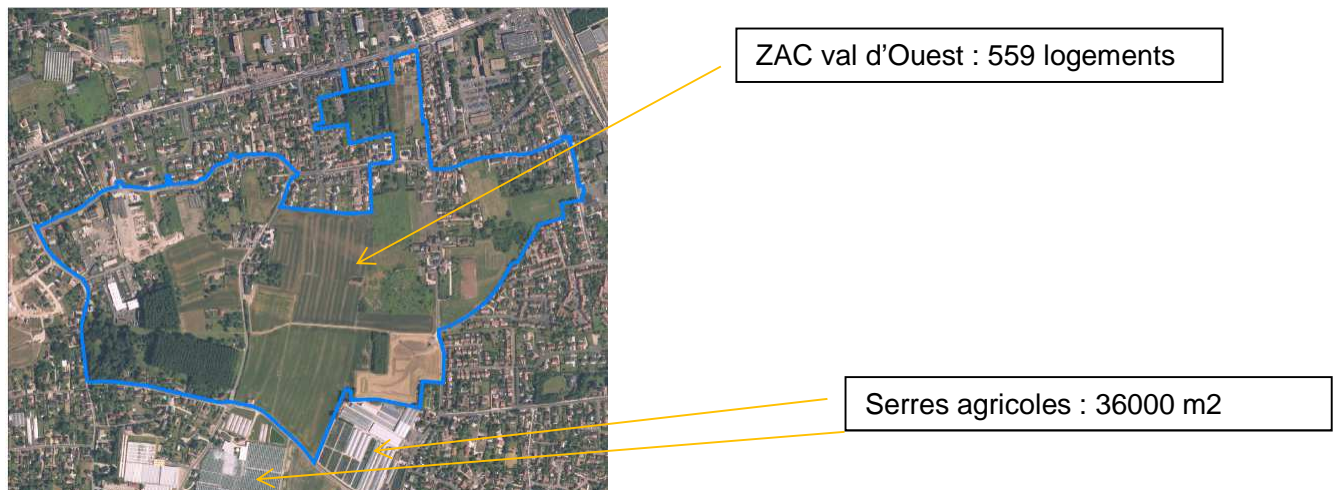 ZAC val d’Ouest : 559 logements
Serres agricoles : 36000 m2